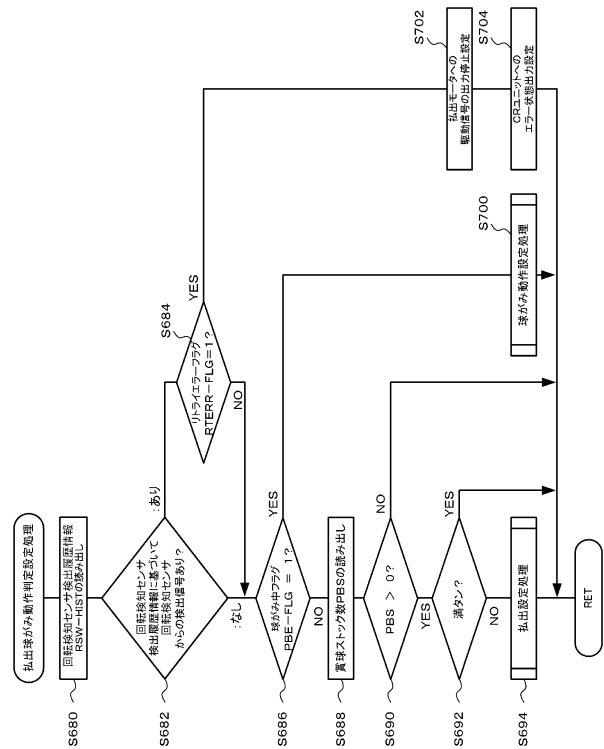 払出球がみ動作判定設定処理
S680
回転検知センサ検出履歴情報
RSW-HISTの読み出し
S682
回転検知センサ
検出履歴情報に基づいて
回転検知センサ
からの検出信号あり?
:あり
:なし
S684
リトライエラーフラグ
RTERR-FLG=1?
YES
NO
S686
球がみ中フラグ
PBE-FLG = 1?
YES
NO
S688
賞球ストック数PBSの読み出し
S690
PBS > 0?
NO
YES
S692
満タン?
YES
NO
S694
払出設定処理
S700
球がみ動作設定処理
S702
払出モータへの
駆動信号の出力停止設定
S704
CRユニットへの
エラー状態出力設定
RET